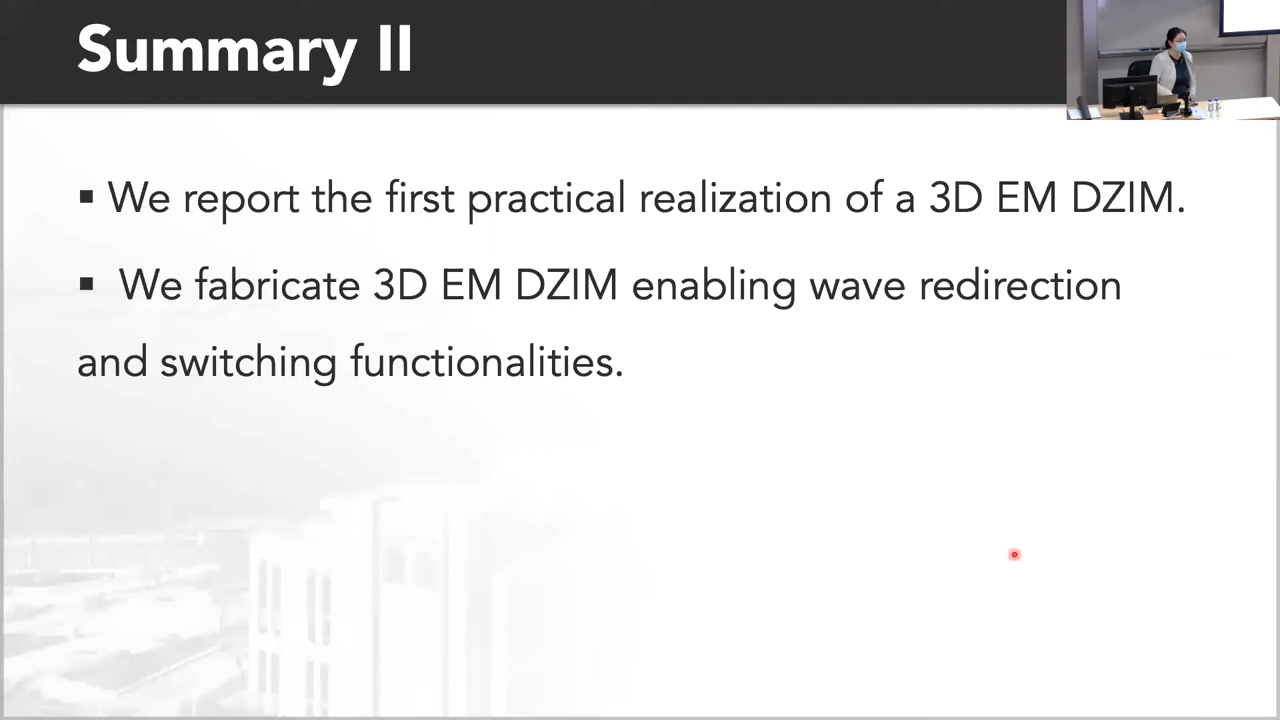 Summary II
▪ We report the first practical realization of a 3D EM DZIM.
▪ We fabricate 3D EM DZIM enabling wave redirection
and switching functionalities.